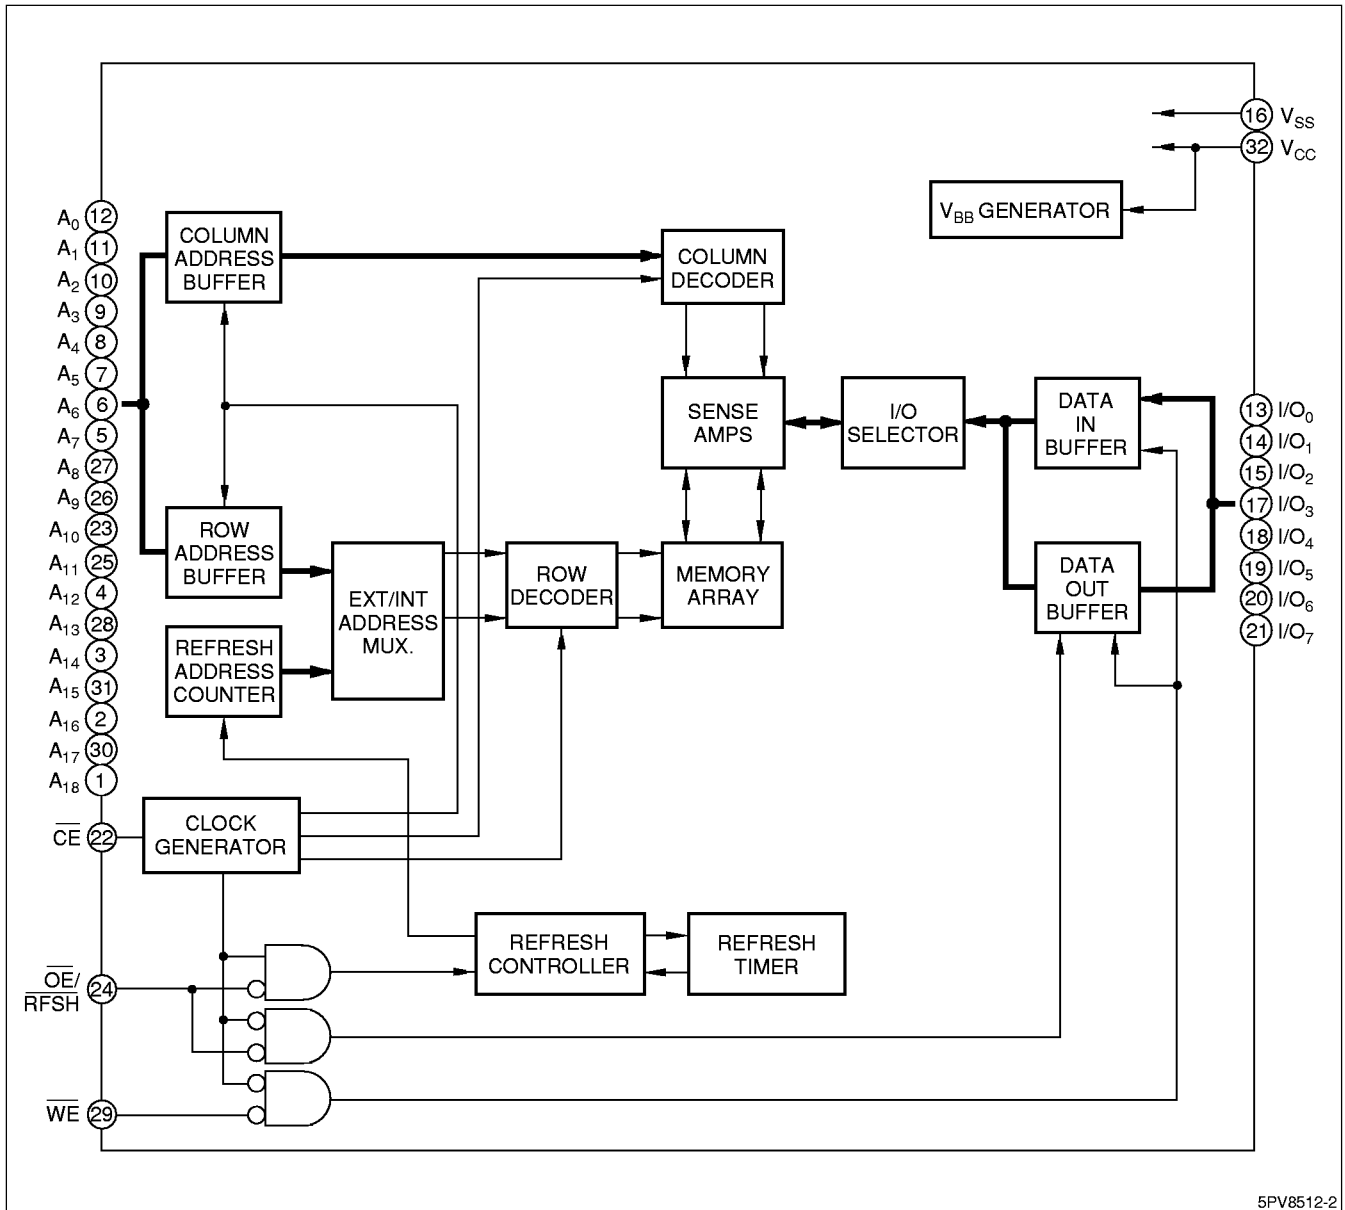 16 VSS
32 VCC
VBB GENERATOR
A0 12
A1 11
A2 10
A3 9
A4 8
A5 7
A6 6
A7 5
A8 27
A9 26
A10 23
A11 25
A12 4
A13 28
A14 3
A15 31
A16 2
A17 30
A18 1
COLUMN
ADDRESS
BUFFER
COLUMN
DECODER
SENSE
AMPS
I/O
SELECTOR
DATA
IN
BUFFER
13 I/O0
14 I/O1
15 I/O2
17 I/O3
18 I/O4
19 I/O5
20 I/O6
21 I/O7
ROW
ADDRESS
BUFFER
EXT/INT
ADDRESS
MUX.
ROW
DECODER
MEMORY
ARRAY
DATA
OUT
BUFFER
REFRESH
ADDRESS
COUNTER
CE 22
CLOCK
GENERATOR
REFRESH
CONTROLLER
REFRESH
TIMER
OE/
RFSH 24
WE 29
5PV8512-2